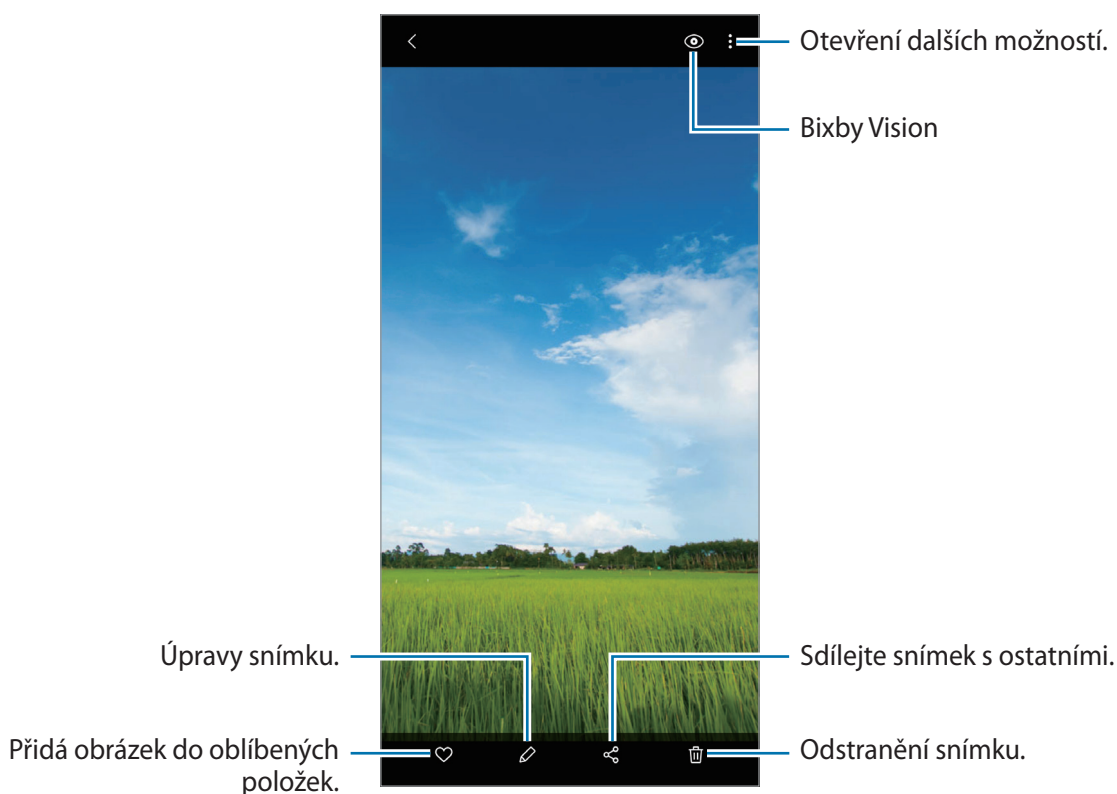 Otevření dalších možností.
Bixby Vision
Úpravy snímku.
Sdílejte snímek s ostatními.
Přidá obrázek do oblíbených
položek.
Odstranění snímku.